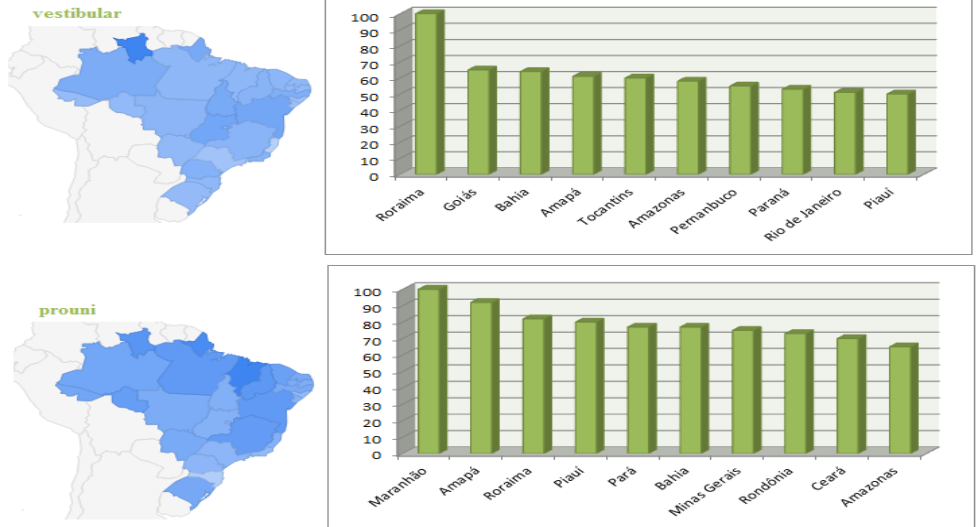 vestibular
100
90
80
70
60
50
40
30
20
10
0
Roraima
Goiás
Bahia
Amapá
Tocantins
Amazonas
Pernambuco
Paraná
Rio de Janeiro
Piaui
prouni
100
90
80
70
60
50
40
30
20
10
0
Maranhão
Amapá
Roraima
Piaui
Pará
Bahia
Minas Gerais
Rondônia
Ceará
Amazonas